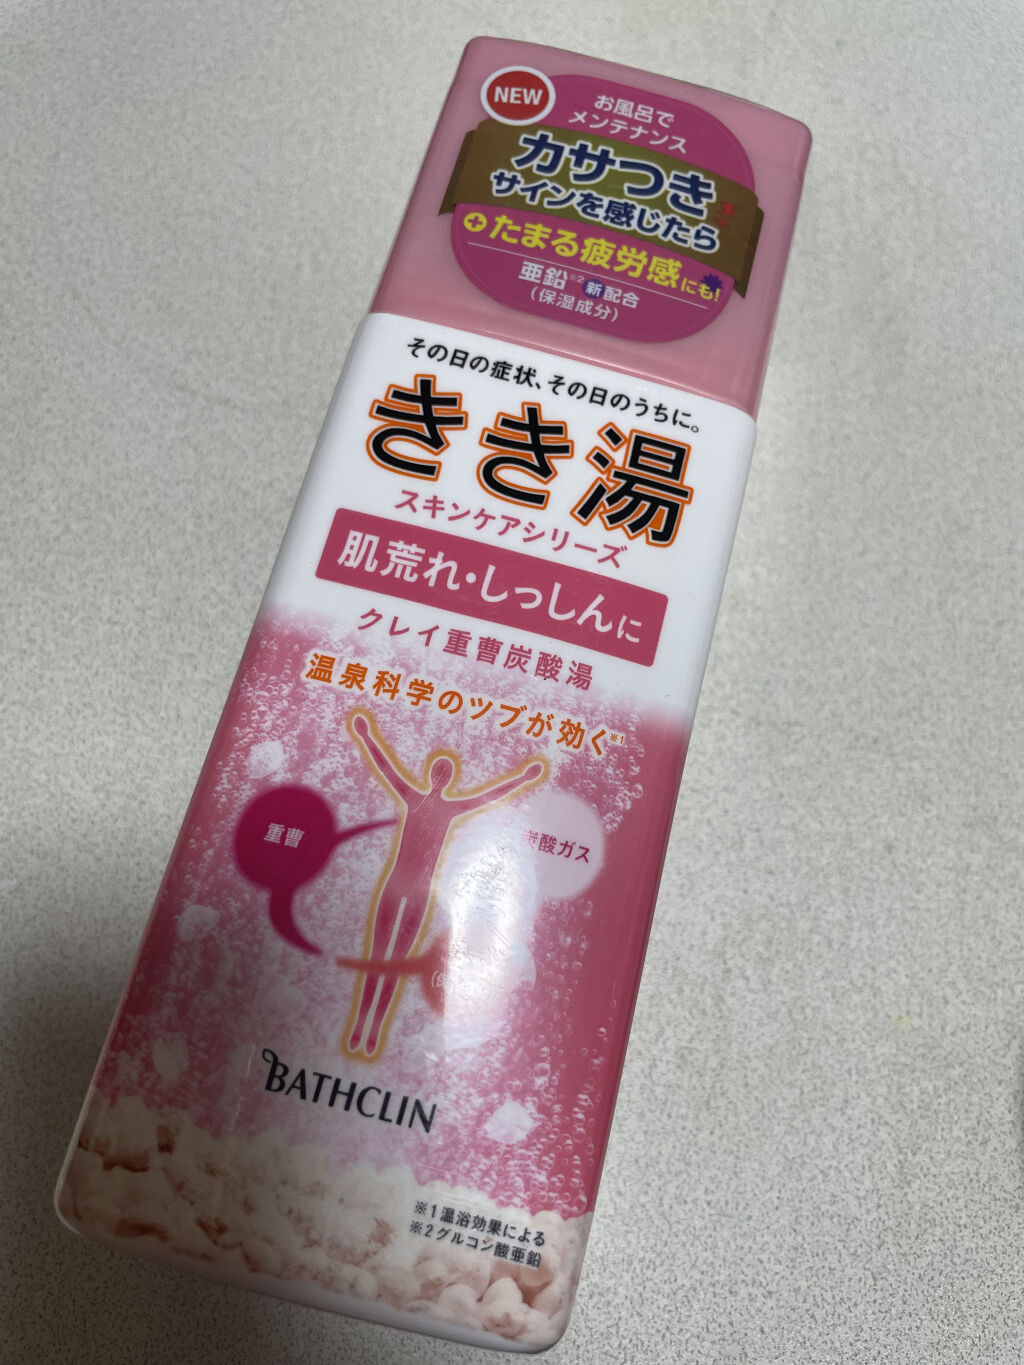 NEW
お風呂で
メンテナンス
カサつき
サインを感じたら
+たまる疲労感にも!
亜鉛※2新配合
(保湿成分)
その日の症状、その日のうちに。
きき湯
スキンケアシリーズ
肌荒れ・しっしんに
クレイ重曹炭酸湯
温泉科学のツブが効く※1
重曹
炭酸ガス
BATHCLIN
※1温浴効果による
※2グルコン酸亜鉛